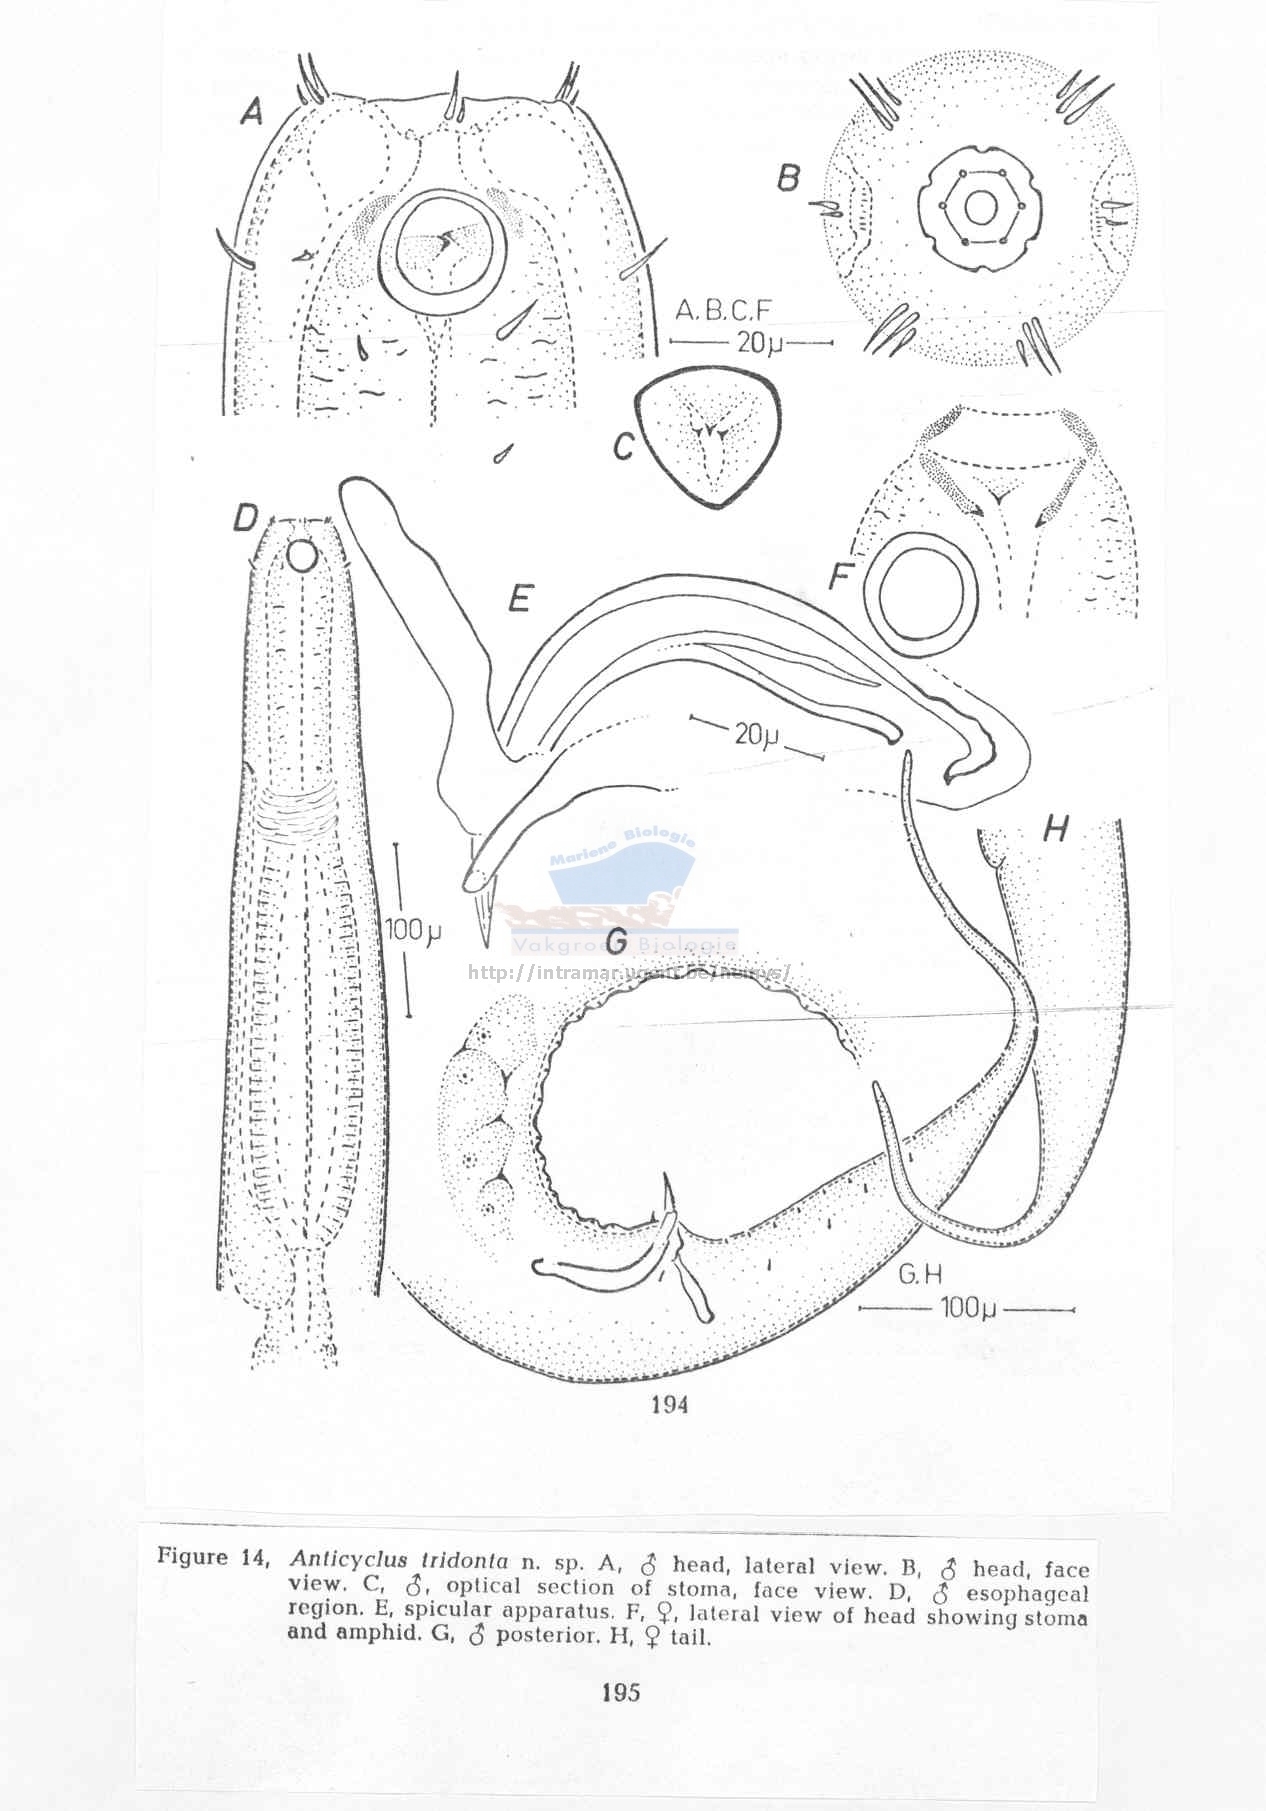 A
B
A.B.C.F
20µ
C
D
E
F
20µ
H
100µ
Mariene Biologie
G
Vakgroep Biologie
http://intramar.ugent.be/nemys/
G.H
100µ
194
Figure 14, Anticyclus tridonta n. sp. A, ♂ head, lateral view. B, ♂ head, face
view. C, ♂, optical section of stoma, face view. D, ♂ esophageal
region. E, spicular apparatus. F, ♀, lateral view of head showing stoma
and amphid. G, ♂ posterior. H, ♀ tail.
195